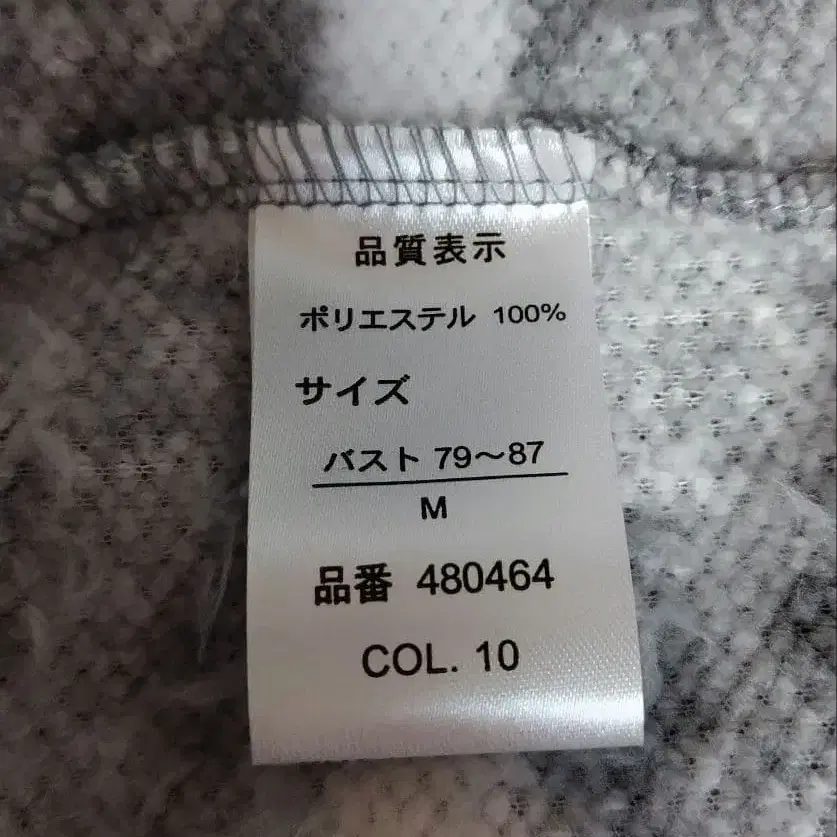 品質表示
ポリエステル 100%
サイズ
バスト 79～87
M
品番 480464
COL. 10